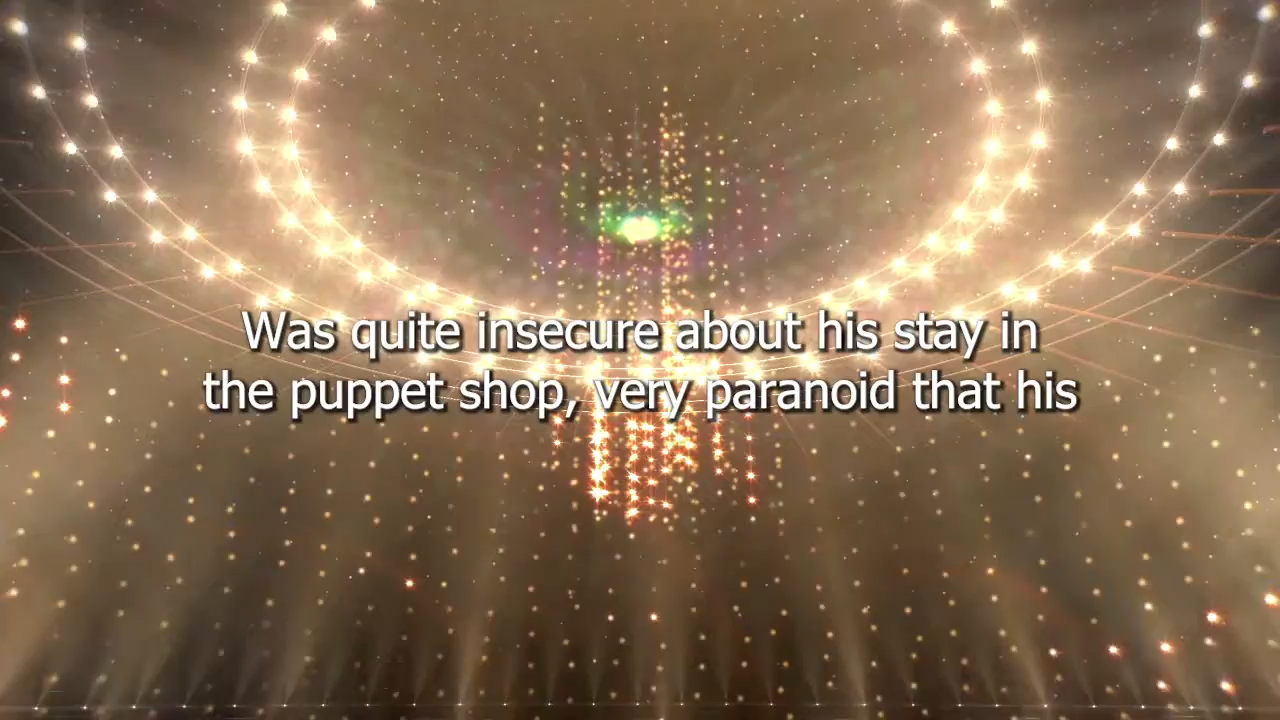 Was quite insecure about his stay in
the puppet shop, very paranoid that his